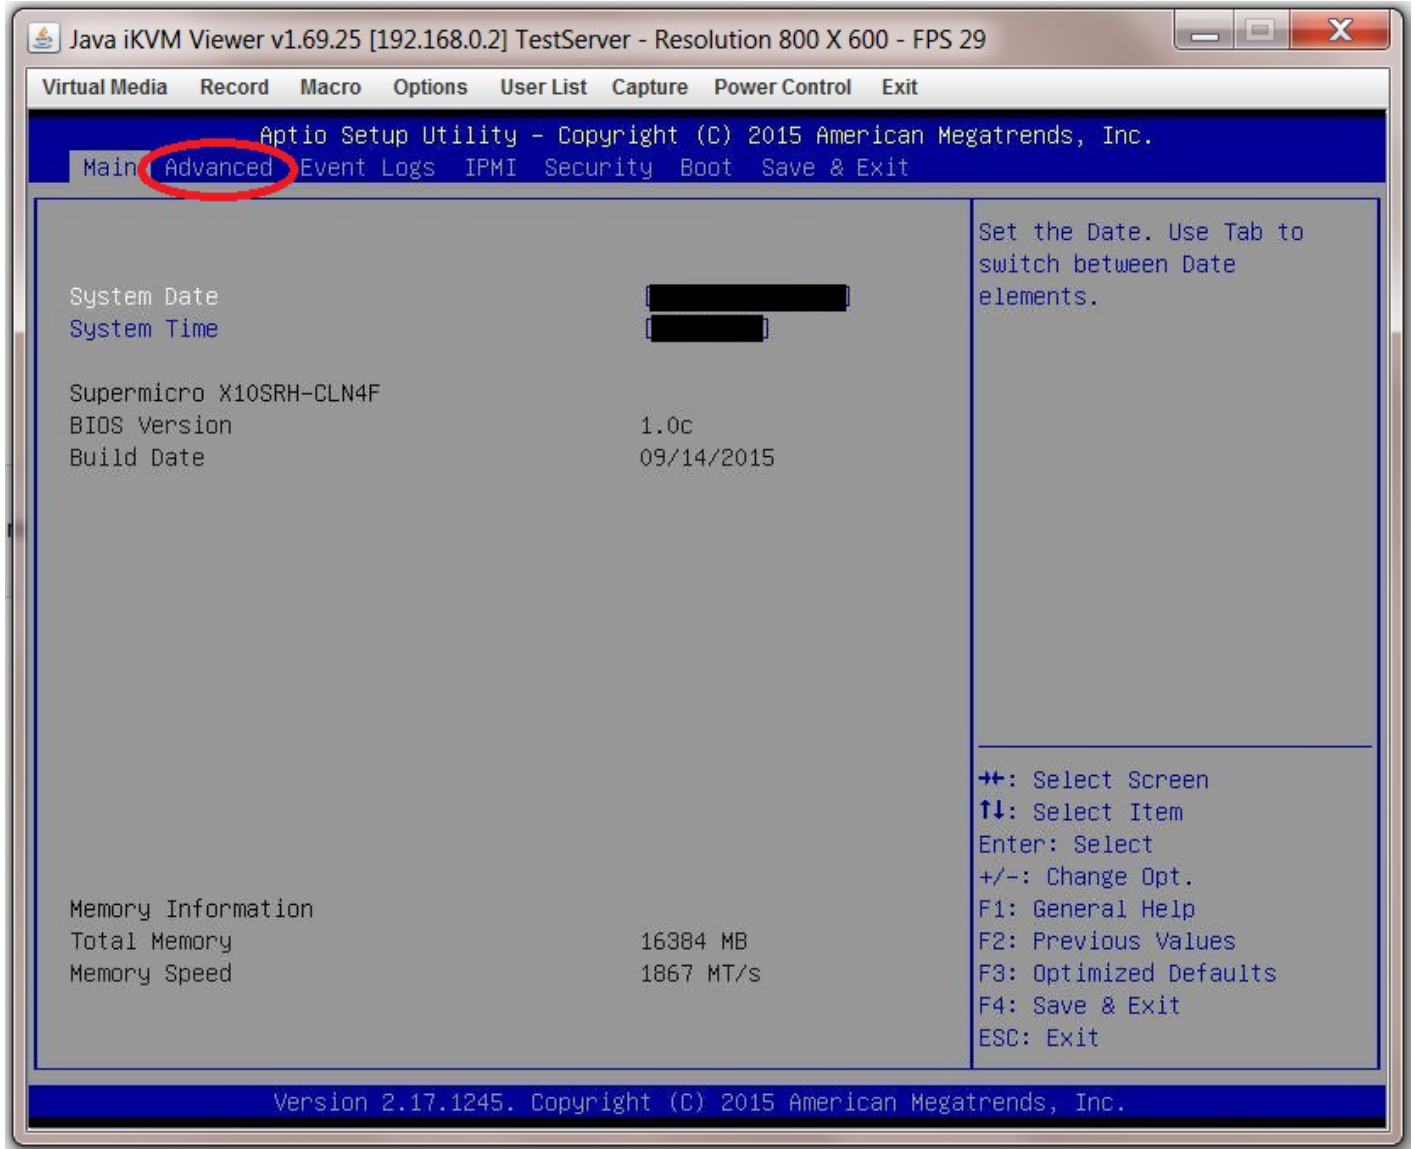 Java iKVM Viewer v1.69.25 [192.168.0.2] TestServer - Resolution 800 X 600 - FPS 29
Virtual Media Record Macro Options User List Capture Power Control Exit
Aptio Setup Utility – Copyright (C) 2015 American Megatrends, Inc.
Main Advanced Event Logs IPMI Security Boot Save & Exit
System Date [ ]
System Time [ ]
Supermicro X10SRH-CLN4F
BIOS Version 1.0c
Build Date 09/14/2015
Memory Information
Total Memory 16384 MB
Memory Speed 1867 MT/s
Set the Date. Use Tab to
switch between Date
elements.
→←: Select Screen
↑↓: Select Item
Enter: Select
+/-: Change Opt.
F1: General Help
F2: Previous Values
F3: Optimized Defaults
F4: Save & Exit
ESC: Exit
Version 2.17.1245. Copyright (C) 2015 American Megatrends, Inc.